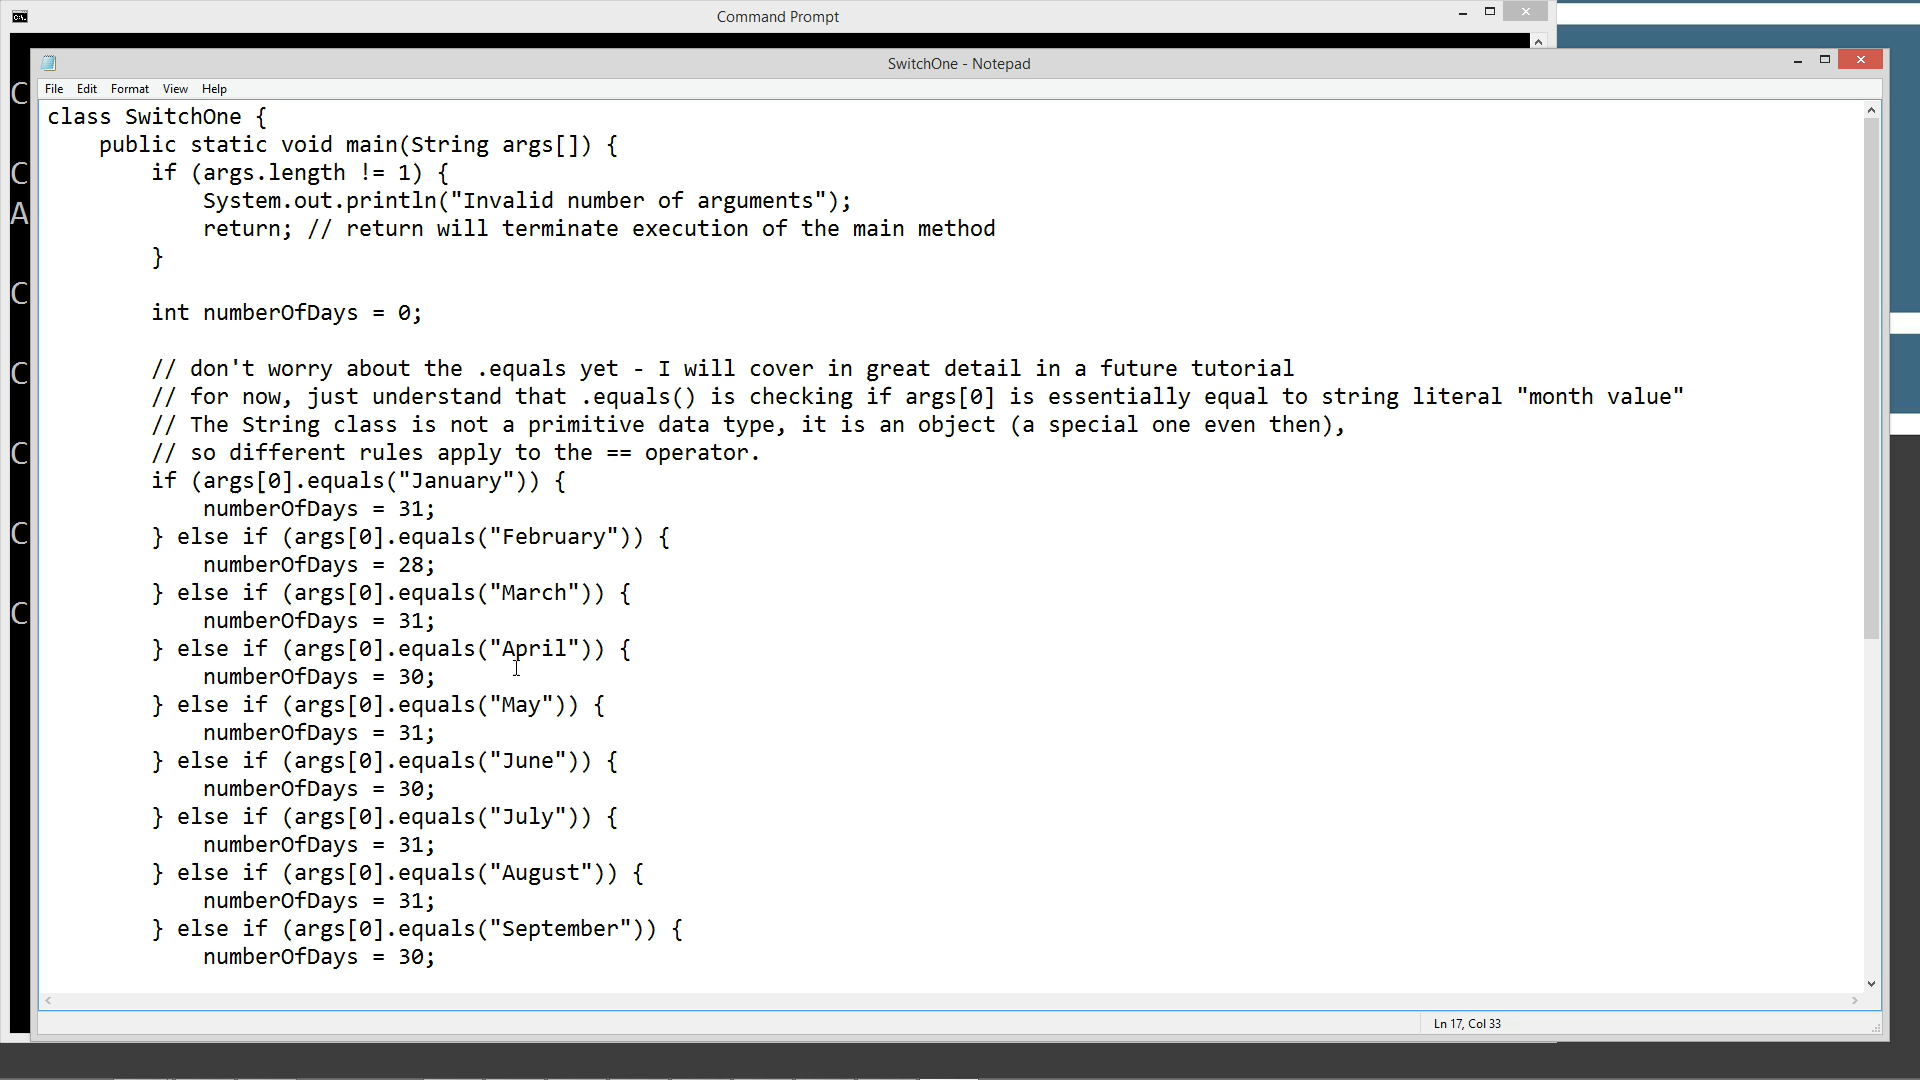 Command Prompt
SwitchOne - Notepad
File Edit Format View Help
class SwitchOne {
    public static void main(String args[]) {
        if (args.length != 1) {
            System.out.println("Invalid number of arguments");
            return; // return will terminate execution of the main method
        }
        int numberOfDays = 0;
        // don't worry about the .equals yet - I will cover in great detail in a future tutorial
        // for now, just understand that .equals() is checking if args[0] is essentially equal to string literal "month value"
        // The String class is not a primitive data type, it is an object (a special one even then),
        // so different rules apply to the == operator.
        if (args[0].equals("January")) {
            numberOfDays = 31;
        } else if (args[0].equals("February")) {
            numberOfDays = 28;
        } else if (args[0].equals("March")) {
            numberOfDays = 31;
        } else if (args[0].equals("April")) {
            numberOfDays = 30;
        } else if (args[0].equals("May")) {
            numberOfDays = 31;
        } else if (args[0].equals("June")) {
            numberOfDays = 30;
        } else if (args[0].equals("July")) {
            numberOfDays = 31;
        } else if (args[0].equals("August")) {
            numberOfDays = 31;
        } else if (args[0].equals("September")) {
            numberOfDays = 30;
Ln 17, Col 33
C
C
A
C
C
C
C
C